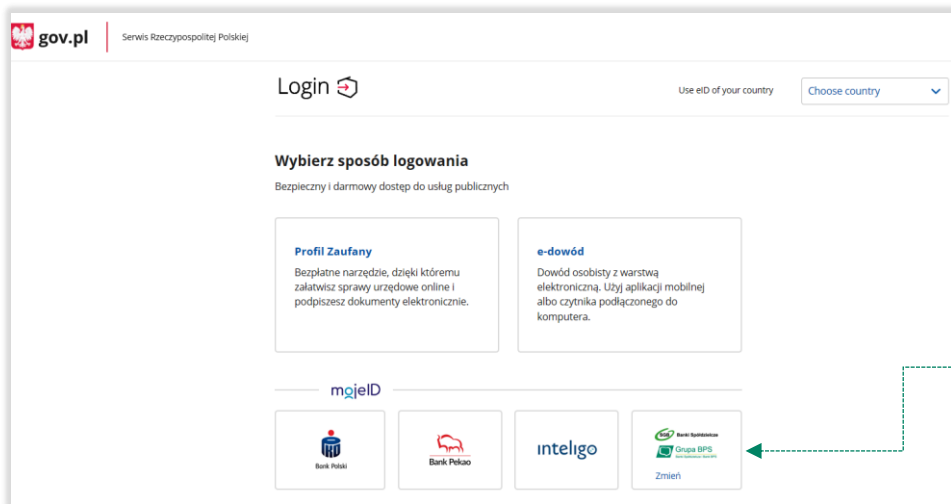 gov.pl
Serwis Rzeczypospolitej Polskiej
Login
Use eID of your country
Choose country
Wybierz sposób logowania
Bezpieczny i darmowy dostęp do usług publicznych
Profil Zaufany
Bezpłatne narzędzie, dzięki któremu
załatwisz sprawy urzędowe online i
podpiszesz dokumenty elektronicznie.
e-dowód
Dowód osobisty z warstwą
elektroniczną. Użyj aplikacji mobilnej
albo czytnika podłączonego do
komputera.
mojeID
Bank Polski
Bank Pekao
inteligo
SGB Banki Spółdzielcze
Grupa BPS
Zmień